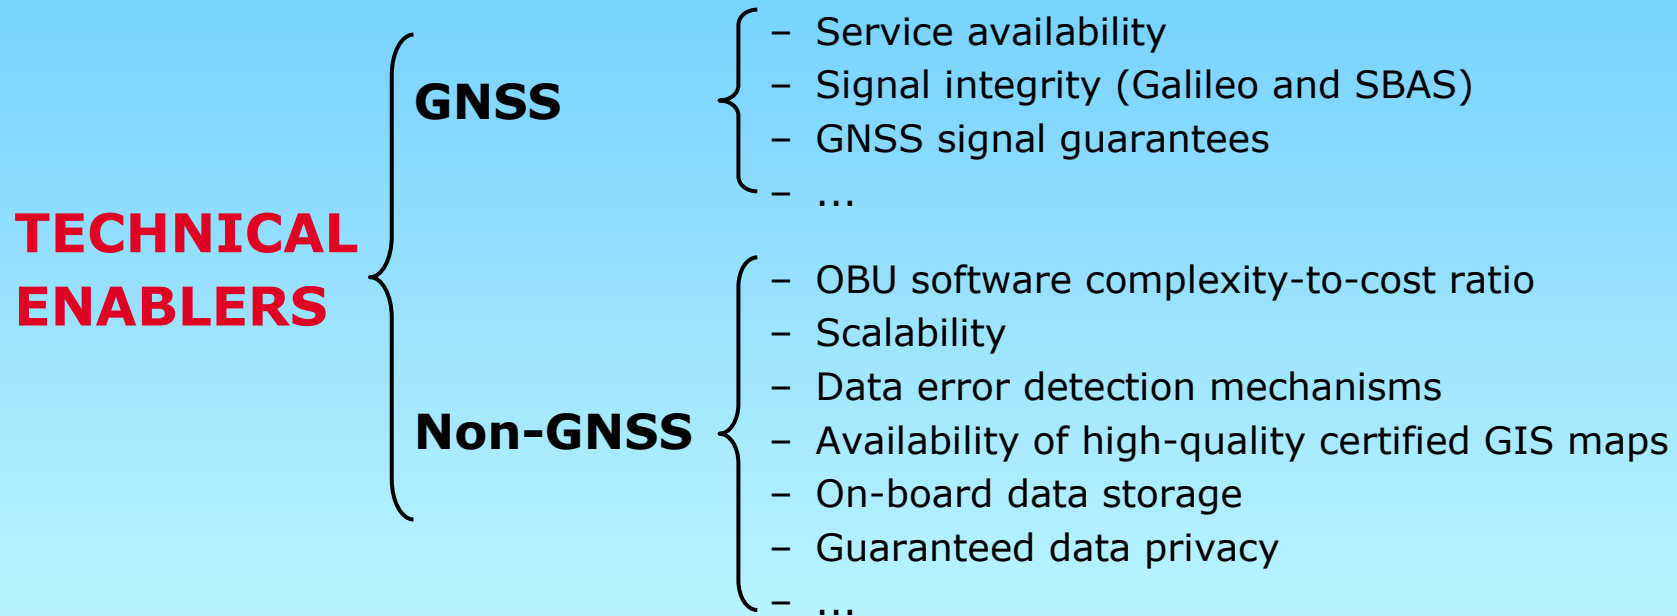 TECHNICAL
ENABLERS
GNSS
– Service availability
– Signal integrity (Galileo and SBAS)
– GNSS signal guarantees
– ...
Non-GNSS
– OBU software complexity-to-cost ratio
– Scalability
– Data error detection mechanisms
– Availability of high-quality certified GIS maps
– On-board data storage
– Guaranteed data privacy
– ...